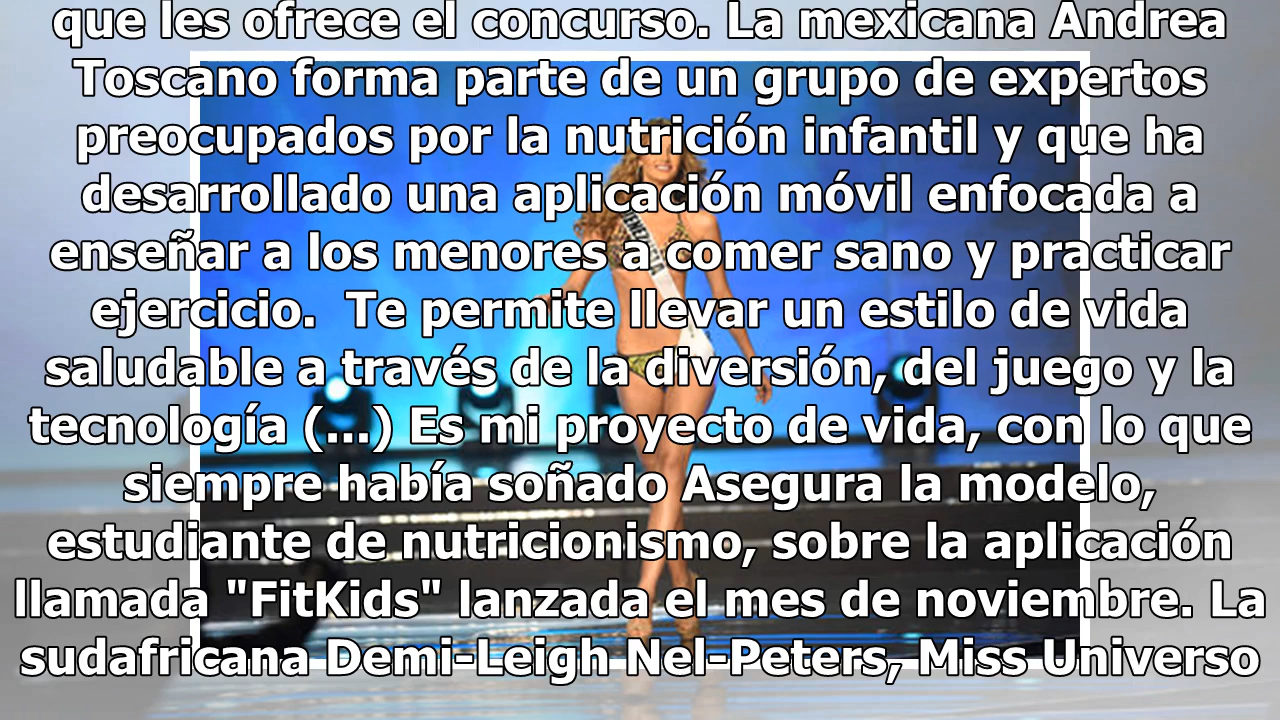 que les ofrece el concurso. La mexicana Andrea
Toscano forma parte de un grupo de expertos
preocupados por la nutrición infantil y que ha
desarrollado una aplicación móvil enfocada a
enseñar a los menores a comer sano y practicar
ejercicio.  Te permite llevar un estilo de vida
saludable a través de la diversión, del juego y la
tecnología (...) Es mi proyecto de vida, con lo que
siempre había soñado Asegura la modelo,
estudiante de nutricionismo, sobre la aplicación
llamada "FitKids" lanzada el mes de noviembre. La
sudafricana Demi-Leigh Nel-Peters, Miss Universo